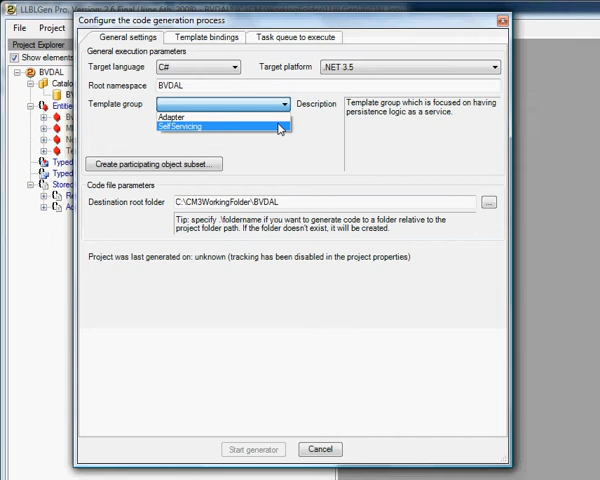 LLBLGen Pro
File Project
Project Explorer
Show elements
BVDAL
Catalo
Entitie
Typed
Typed
Stored
Configure the code generation process
General settings Template bindings Task queue to execute
General execution parameters
Target language C# Target platform .NET 3.5
Root namespace BVDAL
Template group Description
Adapter
SelfServicing
Template group which is focused on having
persistence logic as a service.
Create participating object subset...
Code file parameters
Destination root folder C:\CM3WorkingFolder\BVDAL ...
Tip: specify .\foldername if you want to generate code to a folder relative to the
project folder path. If the folder doesn't exist, it will be created.
Project was last generated on: unknown (tracking has been disabled in the project properties)
Start generator Cancel